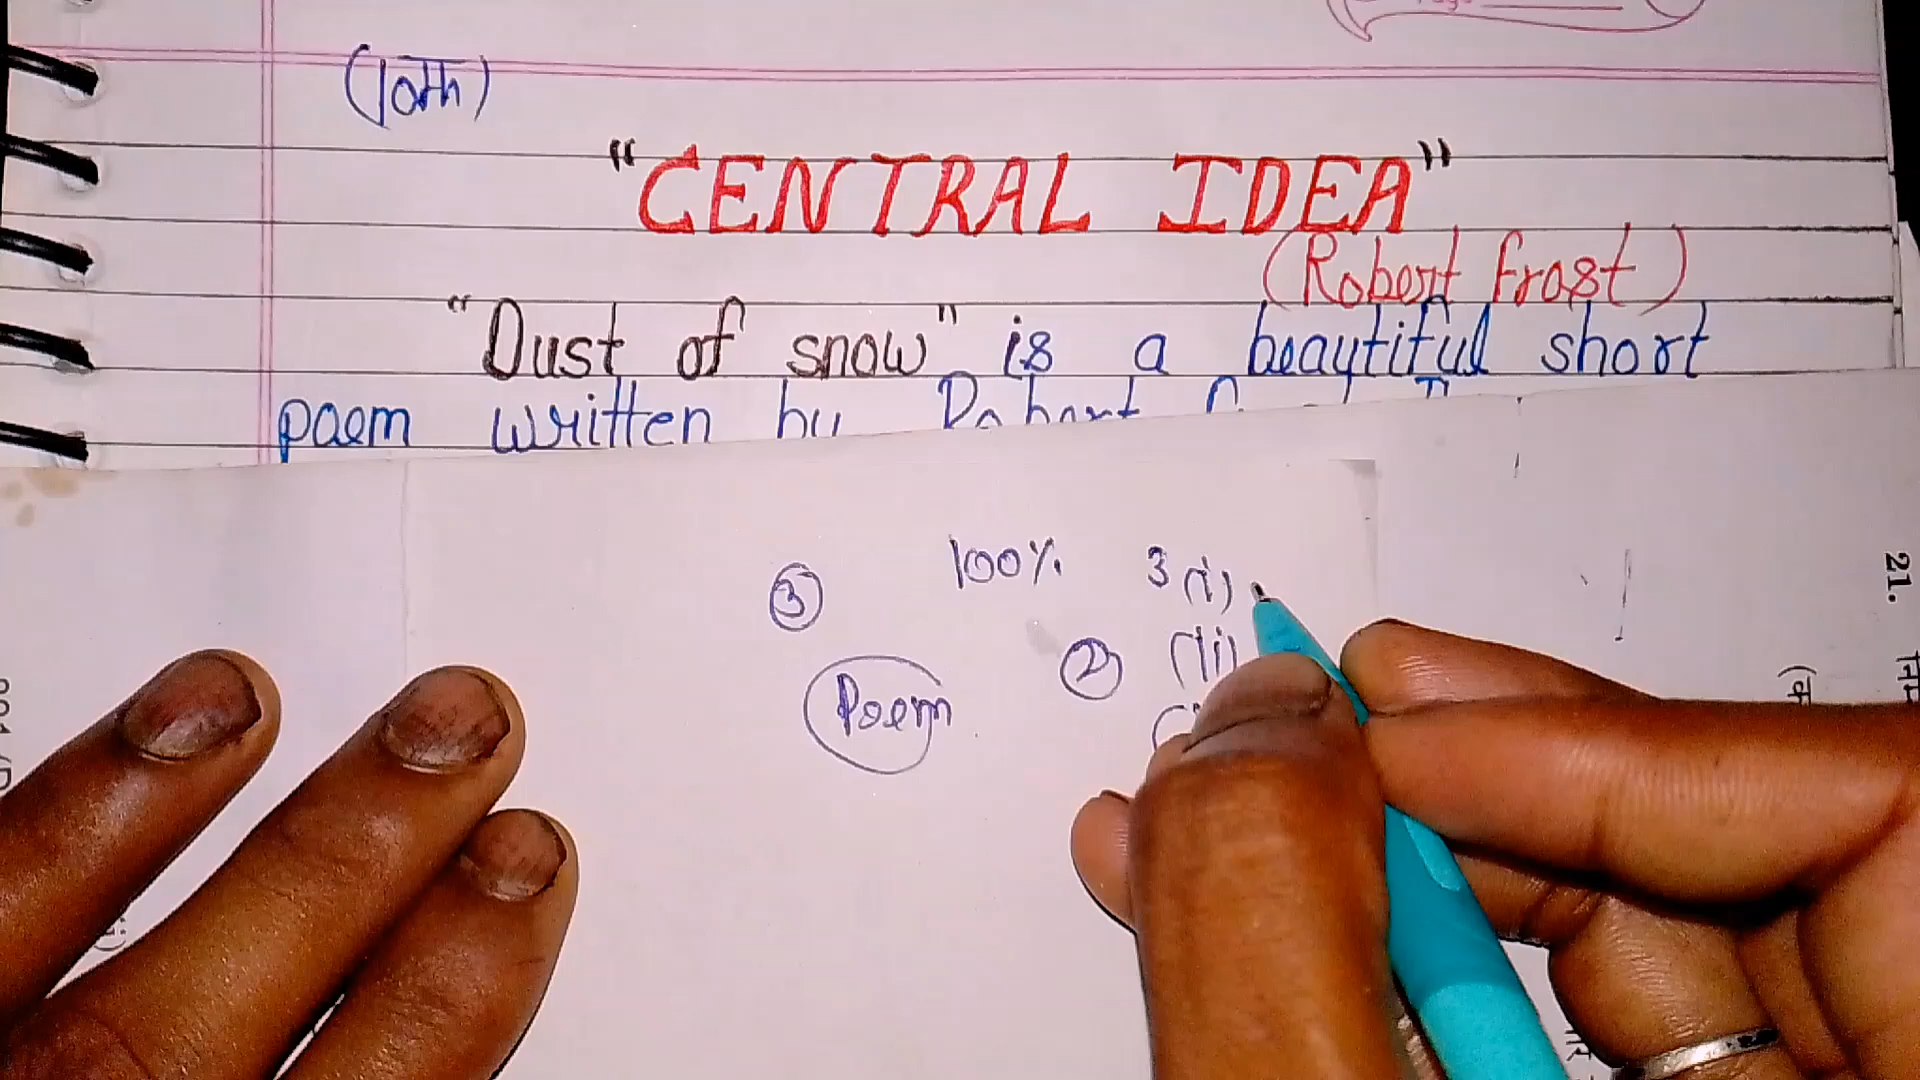 (10th)
"CENTRAL IDEA"
(Robert Frost)
"Dust of snow" is a beautiful short
poem written by Robert
③ 100% 3 (i)
② (ii)
Poem
21.